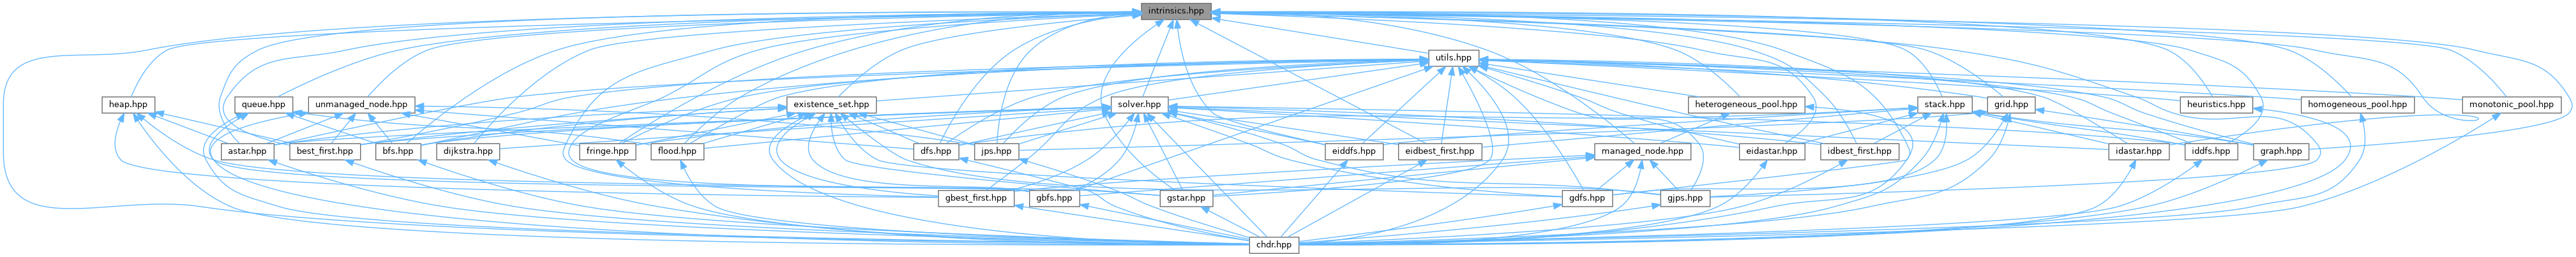 intrinsics.hpp
utils.hpp
heap.hpp
queue.hpp
unmanaged_node.hpp
existence_set.hpp
solver.hpp
heterogeneous_pool.hpp
stack.hpp
grid.hpp
heuristics.hpp
homogeneous_pool.hpp
monotonic_pool.hpp
astar.hpp
best_first.hpp
bfs.hpp
dijkstra.hpp
fringe.hpp
flood.hpp
dfs.hpp
jps.hpp
eiddfs.hpp
eidbest_first.hpp
managed_node.hpp
eidastar.hpp
idbest_first.hpp
idastar.hpp
iddfs.hpp
graph.hpp
gbest_first.hpp
gbfs.hpp
gstar.hpp
gdfs.hpp
gjps.hpp
chdr.hpp